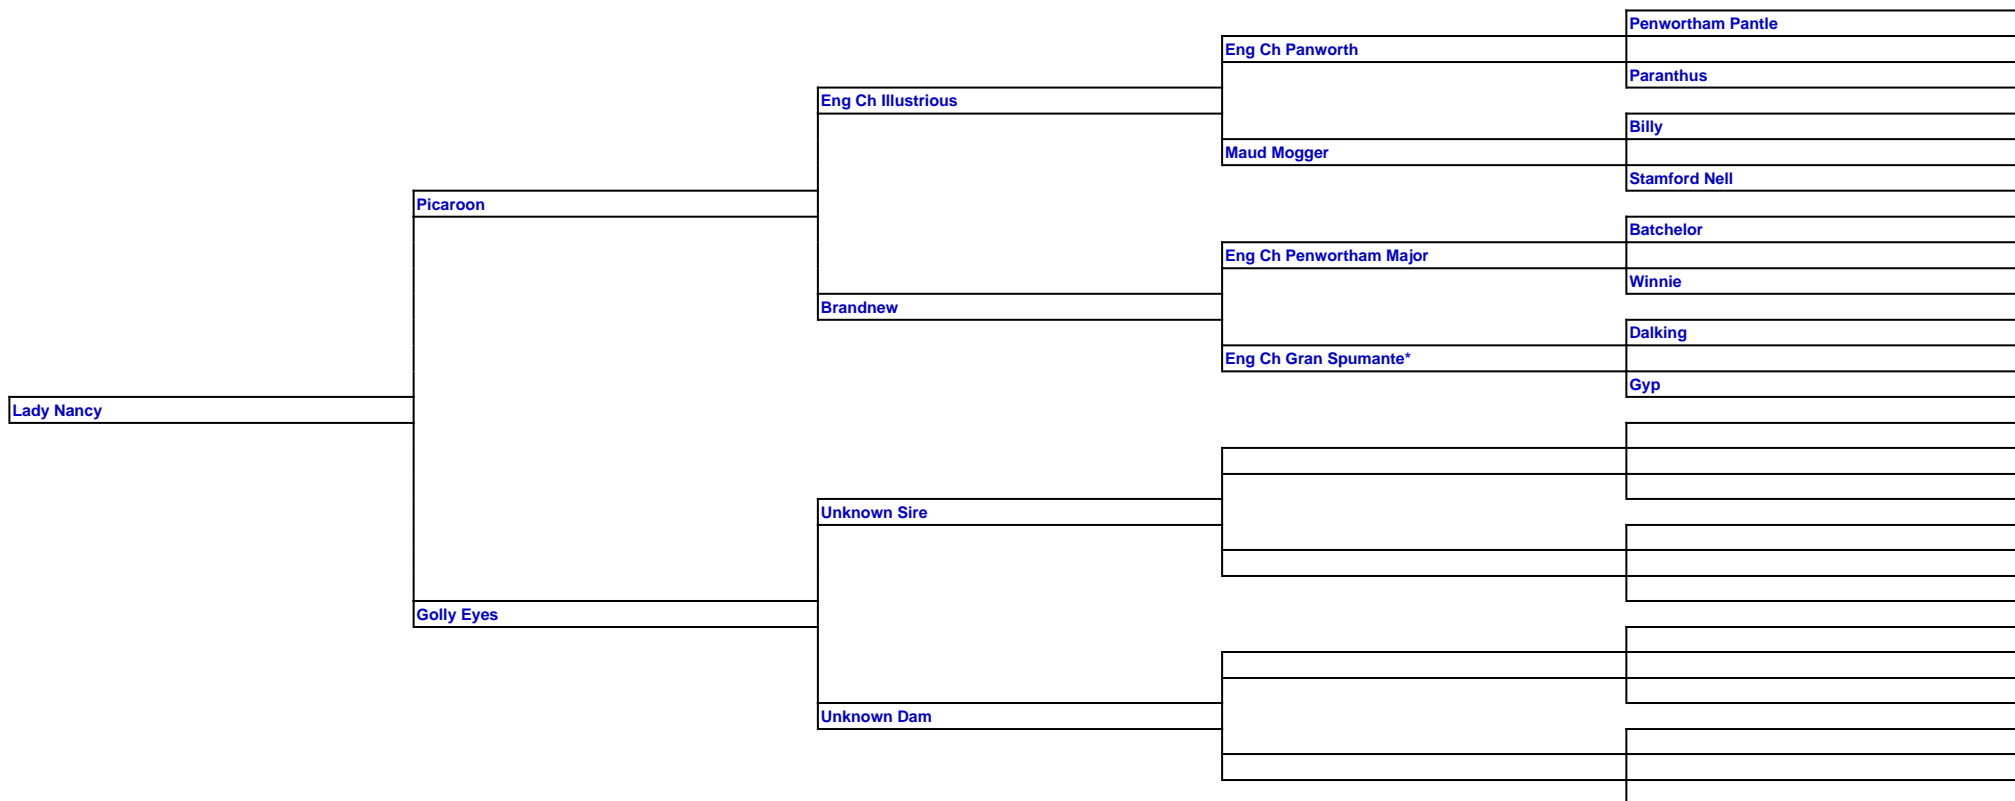 Penwortham Pantle
Eng Ch Panworth
Paranthus
Eng Ch Illustrious
Billy
Maud Mogger
Stamford Nell
Picaroon
Batchelor
Eng Ch Penwortham Major
Winnie
Brandnew
Dalking
Eng Ch Gran Spumante*
Gyp
Lady Nancy
Unknown Sire
Golly Eyes
Unknown Dam